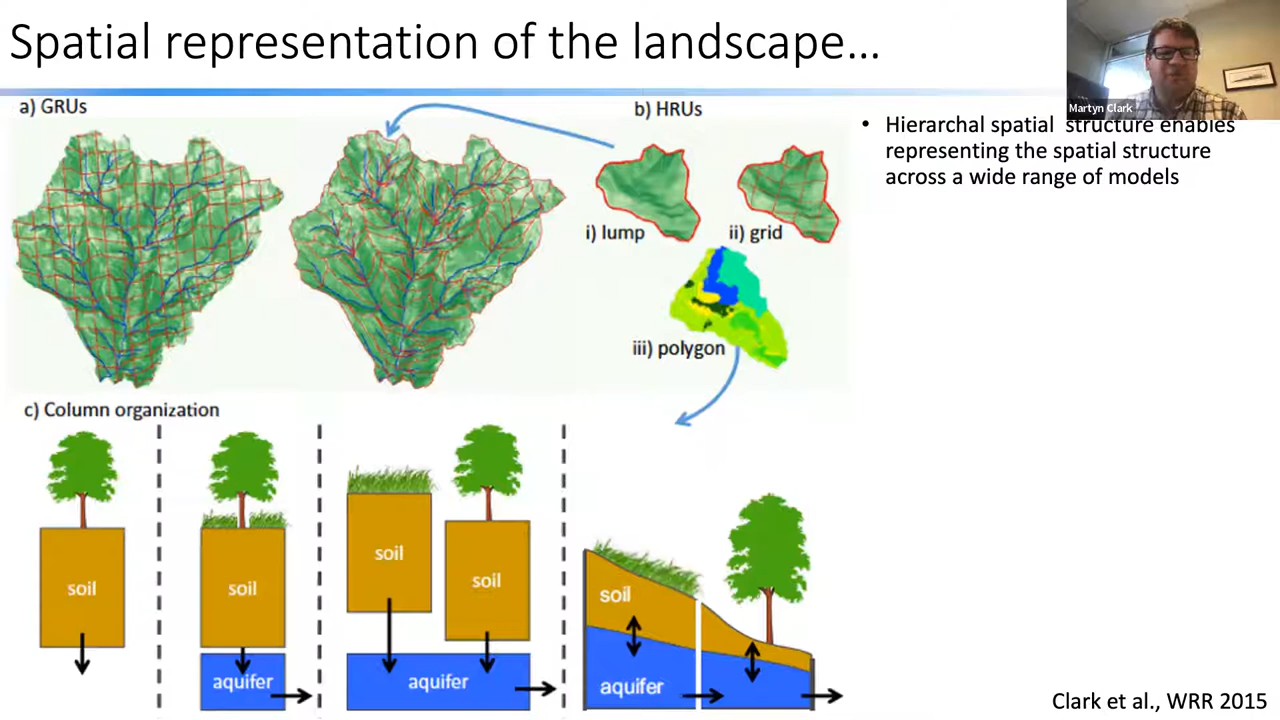 Spatial representation of the landscape…
Martyn Clark
a) GRUs
b) HRUs
i) lump
ii) grid
iii) polygon
• Hierarchal spatial structure enables
representing the spatial structure
across a wide range of models
c) Column organization
soil
soil
aquifer
soil
soil
aquifer
soil
aquifer
Clark et al., WRR 2015